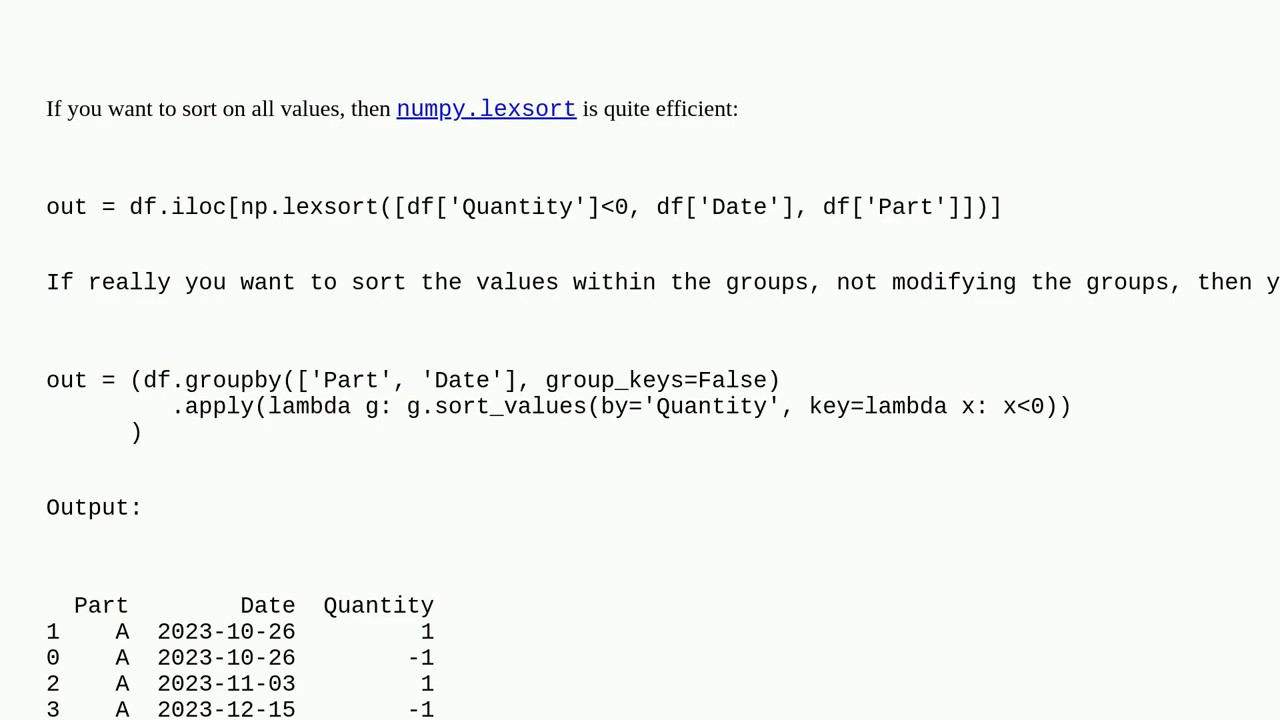 If you want to sort on all values, then numpy.lexsort is quite efficient:
out = df.iloc[np.lexsort([df['Quantity']<0, df['Date'], df['Part']])]
If really you want to sort the values within the groups, not modifying the groups, then y
out = (df.groupby(['Part', 'Date'], group_keys=False)
         .apply(lambda g: g.sort_values(by='Quantity', key=lambda x: x<0))
      )
Output:
  Part        Date  Quantity
1    A  2023-10-26         1
0    A  2023-10-26        -1
2    A  2023-11-03         1
3    A  2023-12-15        -1